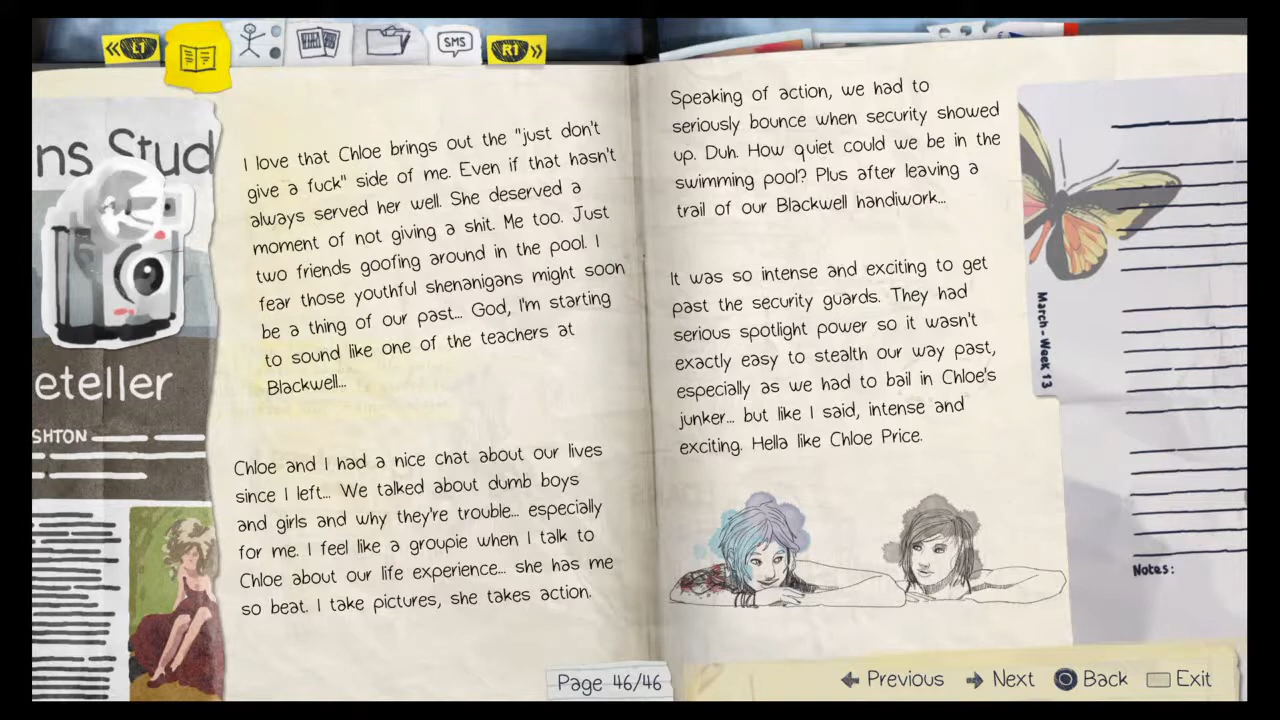 L1
SMS
R1
ns Stud
eteller
SHTON
I love that Chloe brings out the "just don't
give a fuck" side of me. Even if that hasn't
always served her well. She deserved a
moment of not giving a shit. Me too. Just
two friends goofing around in the pool. I
fear those youthful shenanigans might soon
be a thing of our past... God, I'm starting
to sound like one of the teachers at
Blackwell...
Chloe and I had a nice chat about our lives
since I left... We talked about dumb boys
and girls and why they're trouble... especially
for me. I feel like a groupie when I talk to
Chloe about our life experience... she has me
so beat. I take pictures, she takes action.
Speaking of action, we had to
seriously bounce when security showed
up. Duh. How quiet could we be in the
swimming pool? Plus after leaving a
trail of our Blackwell handiwork...
It was so intense and exciting to get
past the security guards. They had
serious spotlight power so it wasn't
exactly easy to stealth our way past,
especially as we had to bail in Chloe's
junker... but like I said, intense and
exciting. Hella like Chloe Price.
March - Week 13
Notes:
Page 46/46
Previous
Next
Back
Exit